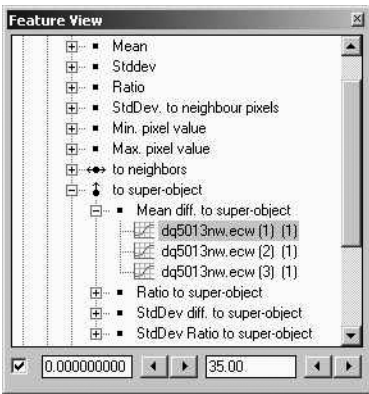 Feature View
Mean
Stddev
Ratio
StdDev. to neighbour pixels
Min. pixel value
Max. pixel value
to neighbors
to super-object
Mean diff. to super-object
dq5013nw.ecw (1) (1)
dq5013nw.ecw (2) (1)
dq5013nw.ecw (3) (1)
Ratio to super-object
StdDev diff. to super-object
StdDev Ratio to super-object
0.000000000 35.00